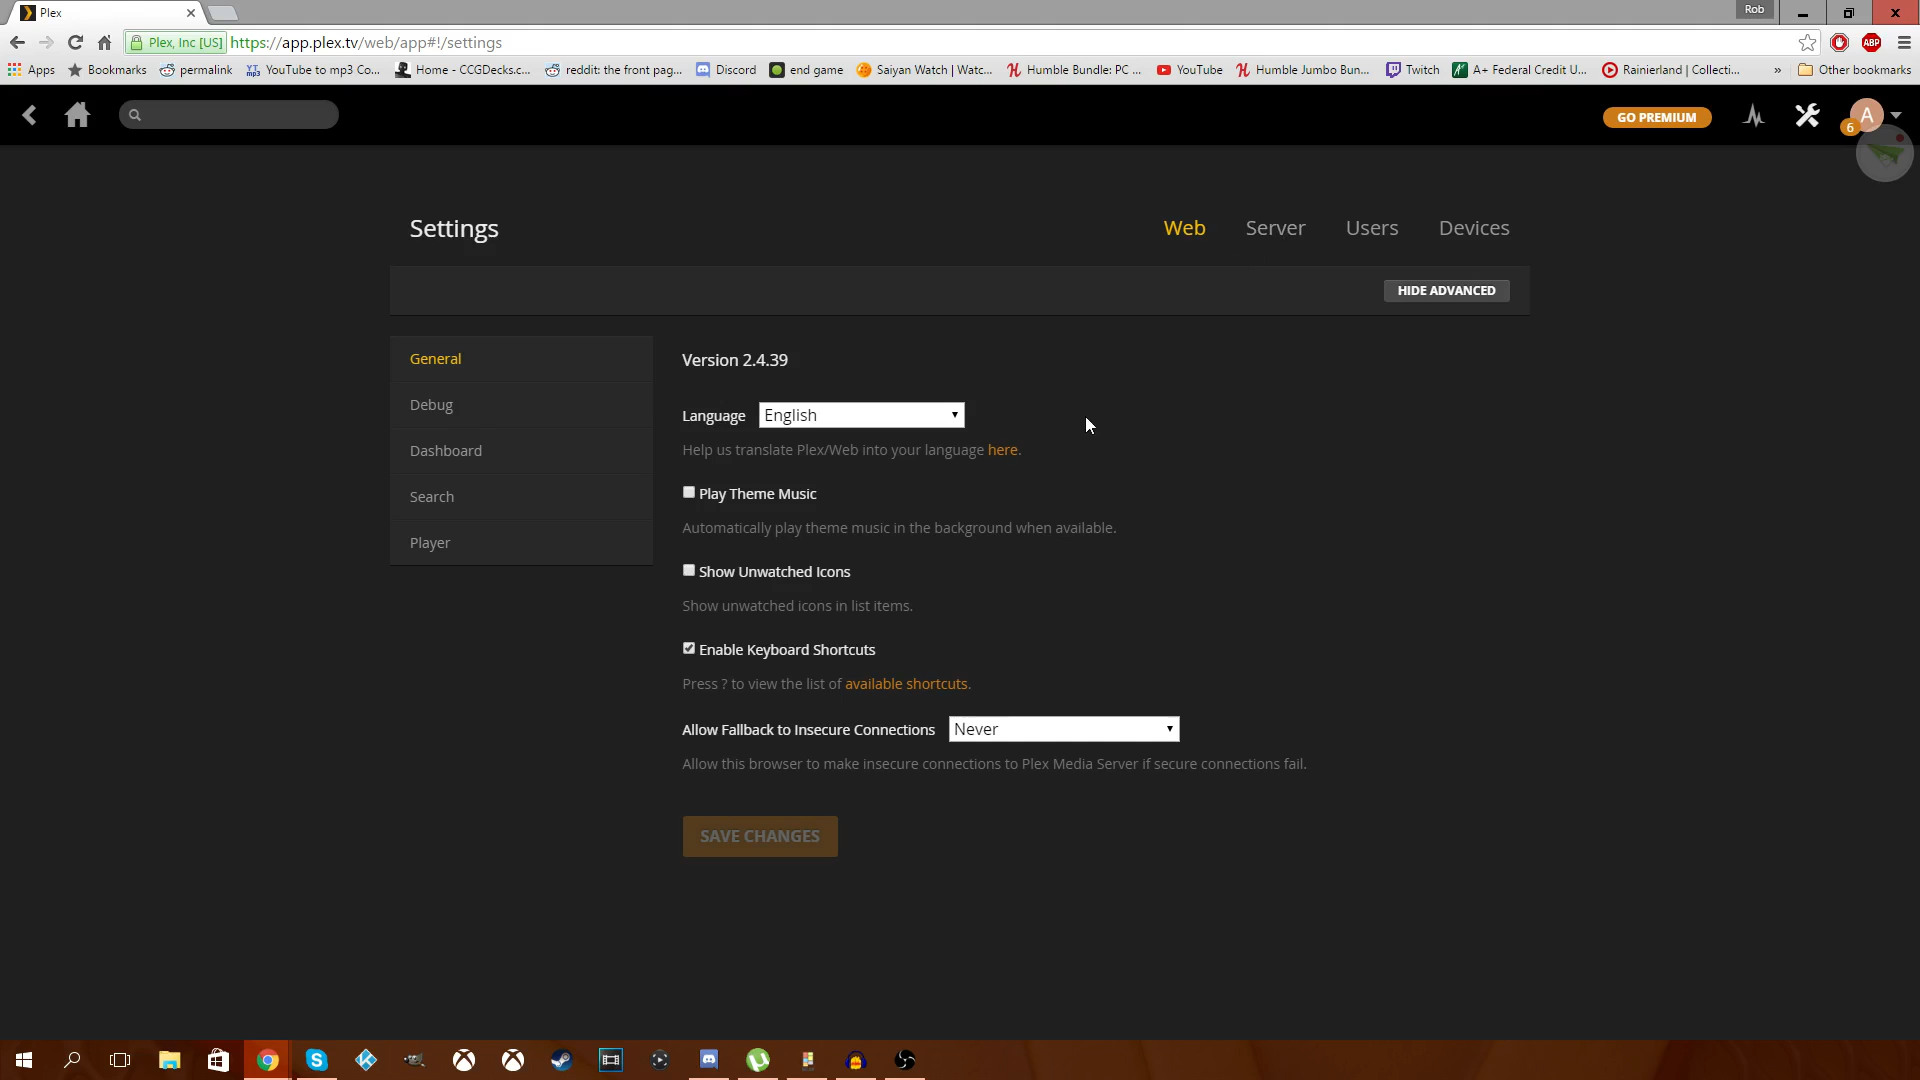 Plex
Rob
Plex, Inc [US] https://app.plex.tv/web/app#!/settings
Apps Bookmarks permalink YouTube to mp3 Co... Home - CCGDecks.c... reddit: the front pag... Discord end game Saiyan Watch | Watc... Humble Bundle: PC ... YouTube Humble Jumbo Bun... Twitch A+ Federal Credit U... Rainierland | Collecti... » Other bookmarks
GO PREMIUM A 6
Settings Web Server Users Devices
HIDE ADVANCED
General
Debug
Dashboard
Search
Player
Version 2.4.39
Language English
Help us translate Plex/Web into your language here.
Play Theme Music
Automatically play theme music in the background when available.
Show Unwatched Icons
Show unwatched icons in list items.
Enable Keyboard Shortcuts
Press ? to view the list of available shortcuts.
Allow Fallback to Insecure Connections Never
Allow this browser to make insecure connections to Plex Media Server if secure connections fail.
SAVE CHANGES